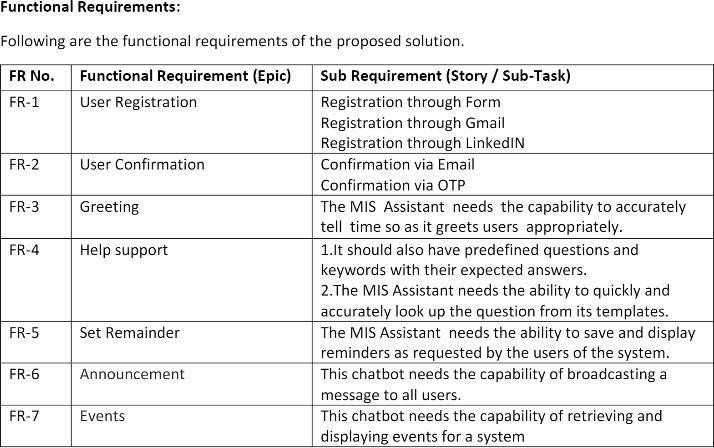 Functional Requirements:
Following are the functional requirements of the proposed solution.
FR No. Functional Requirement (Epic) Sub Requirement (Story / Sub-Task)
FR-1 User Registration Registration through Form
Registration through Gmail
Registration through LinkedIN
FR-2 User Confirmation Confirmation via Email
Confirmation via OTP
FR-3 Greeting The MIS Assistant needs the capability to accurately
tell time so as it greets users appropriately.
FR-4 Help support 1.It should also have predefined questions and
keywords with their expected answers.
2.The MIS Assistant needs the ability to quickly and
accurately look up the question from its templates.
FR-5 Set Remainder The MIS Assistant needs the ability to save and display
reminders as requested by the users of the system.
FR-6 Announcement This chatbot needs the capability of broadcasting a
message to all users.
FR-7 Events This chatbot needs the capability of retrieving and
displaying events for a system